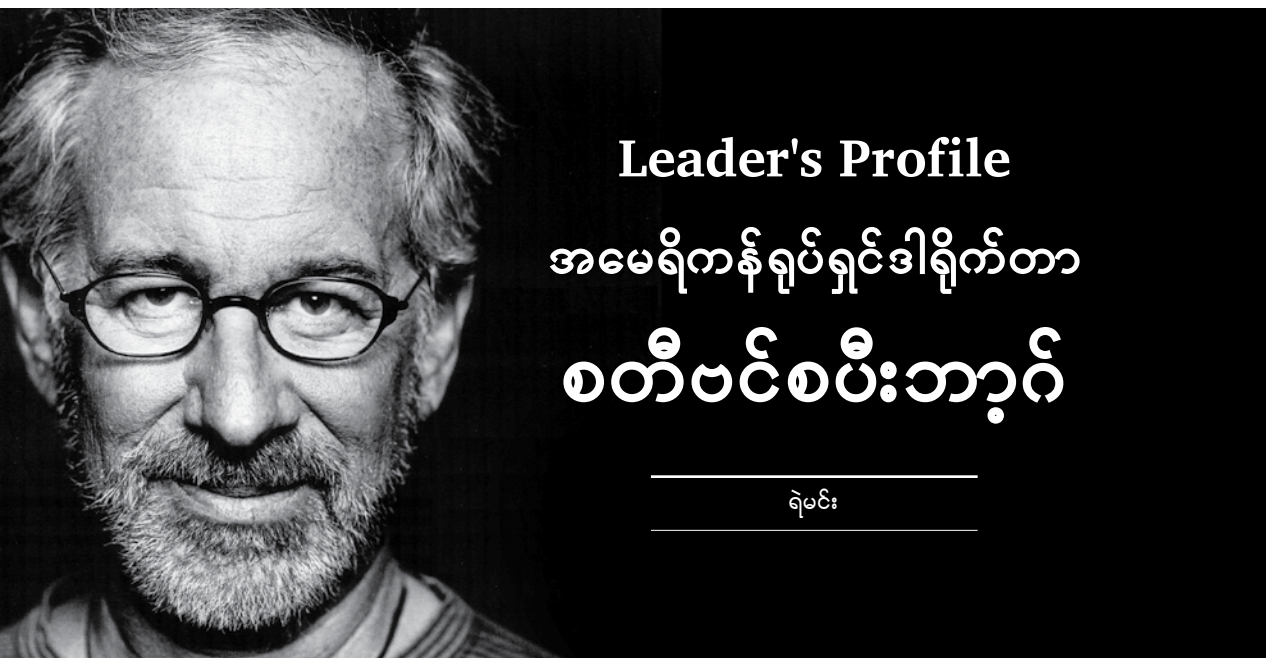 Leader's Profile
အမေရိကန်ရုပ်ရှင်ဒါရိုက်တာ
စတီဗင်စပီးဘာ့ဂ်
ရဲမင်း